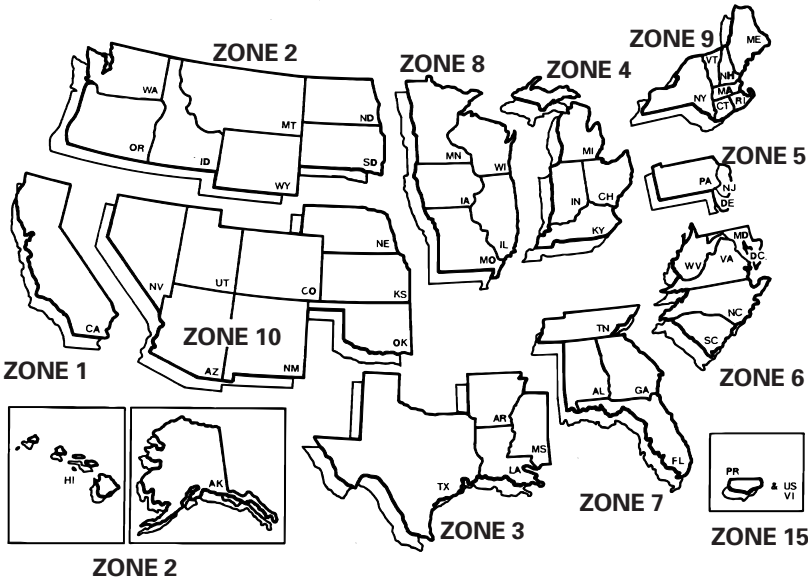 ZONE 2
WA
OR
ID
MT
WY
ND
SD
ZONE 8
MN
WI
IA
IL
MO
ZONE 4
MI
IN
OH
KY
ZONE 9
ME
VT
NH
NY
MA
CT
RI
ZONE 5
PA
NJ
DE
ZONE 1
CA
ZONE 10
NV
UT
CO
AZ
NM
NE
KS
OK
ZONE 6
MD
DC
WV
VA
NC
SC
ZONE 3
TX
AR
LA
MS
ZONE 7
TN
AL
GA
FL
ZONE 2
HI
AK
ZONE 15
PR
& US
VI